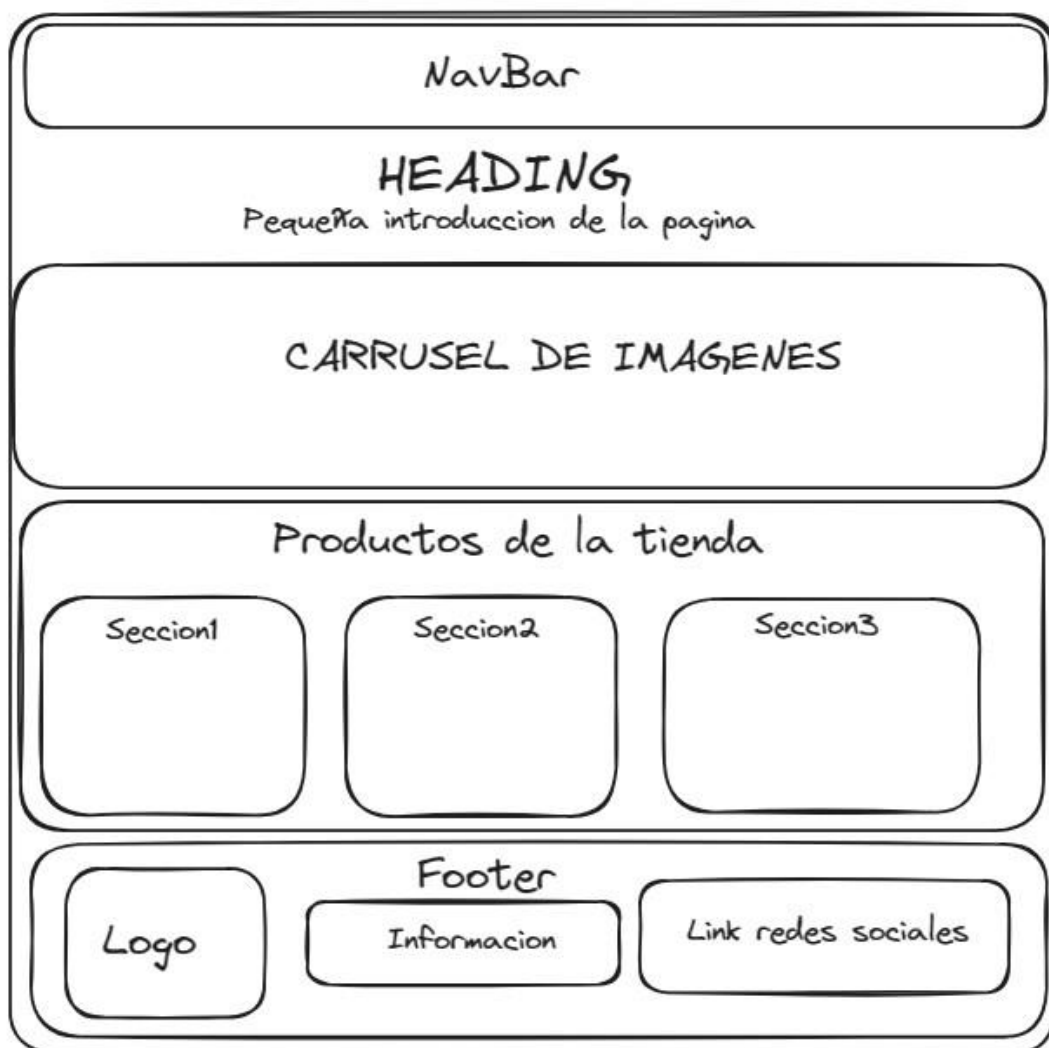 NavBar
HEADING
Pequeña introduccion de la pagina
CARRUSEL DE IMAGENES
Productos de la tienda
Seccion1
Seccion2
Seccion3
Footer
Logo
Informacion
Link redes sociales